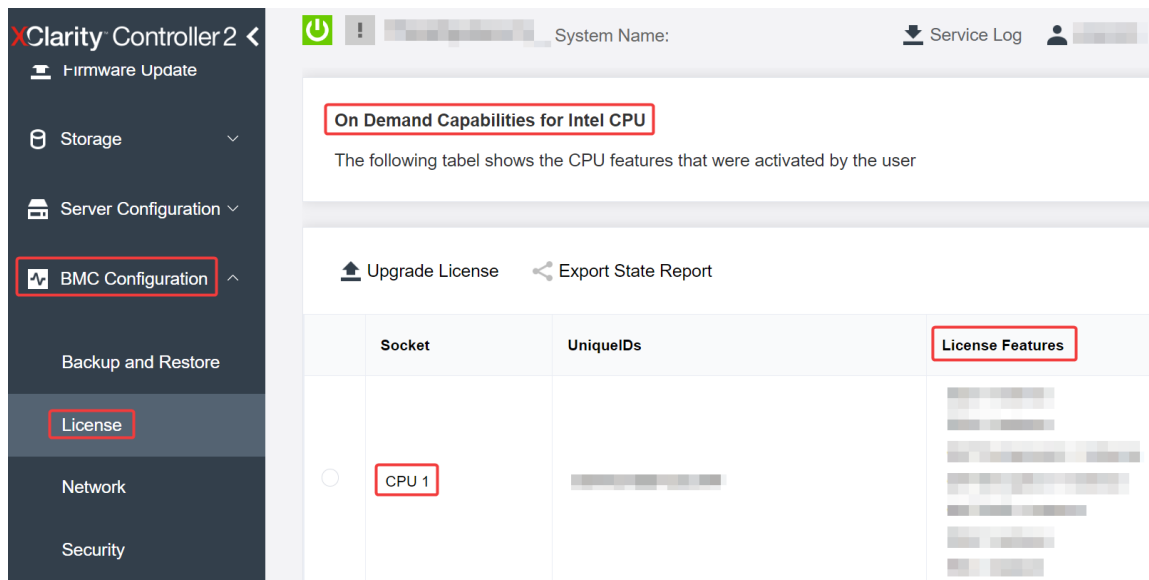 XClarity Controller 2
Firmware Update
Storage
Server Configuration
BMC Configuration
Backup and Restore
License
Network
Security
! System Name:
Service Log
On Demand Capabilities for Intel CPU
The following tabel shows the CPU features that were activated by the user
Upgrade License Export State Report
Socket UniqueIDs License Features
CPU 1